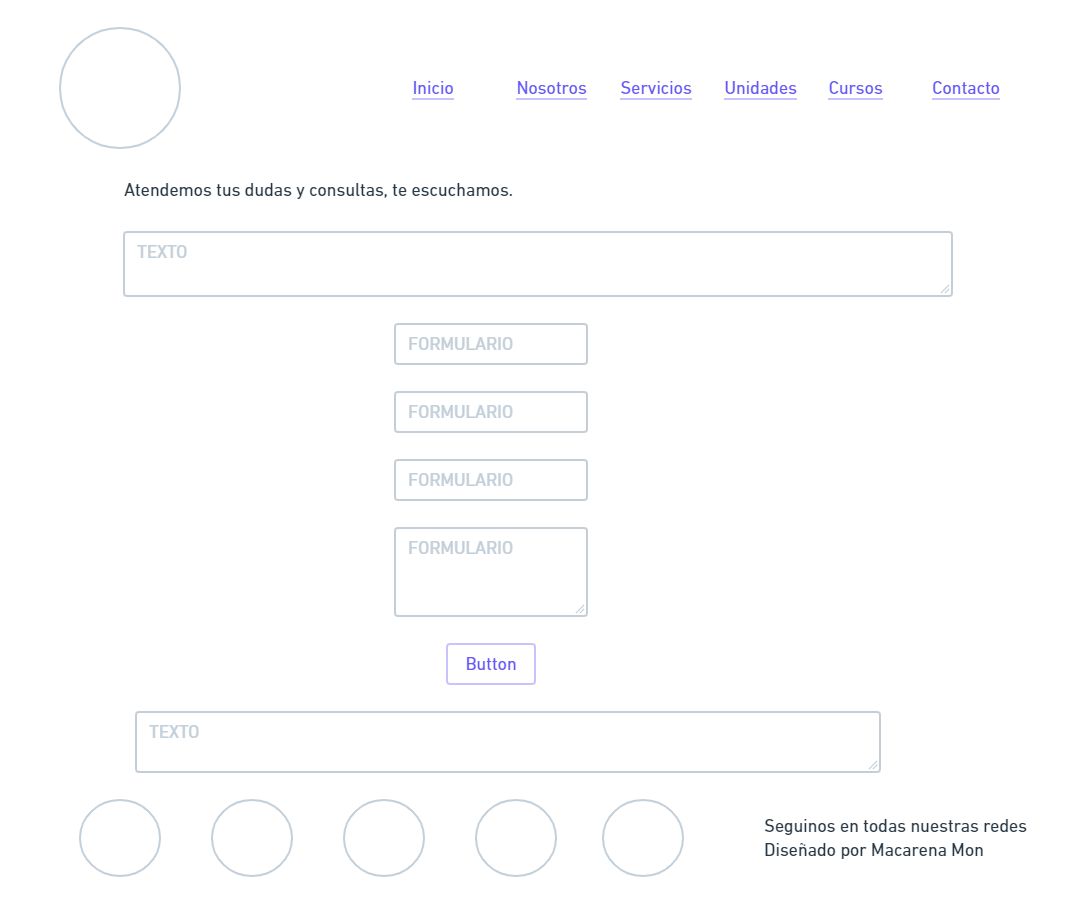 Inicio Nosotros Servicios Unidades Cursos Contacto
Atendemos tus dudas y consultas, te escuchamos.
TEXTO
FORMULARIO
FORMULARIO
FORMULARIO
FORMULARIO
Button
TEXTO
Seguinos en todas nuestras redes
Diseñado por Macarena Mon